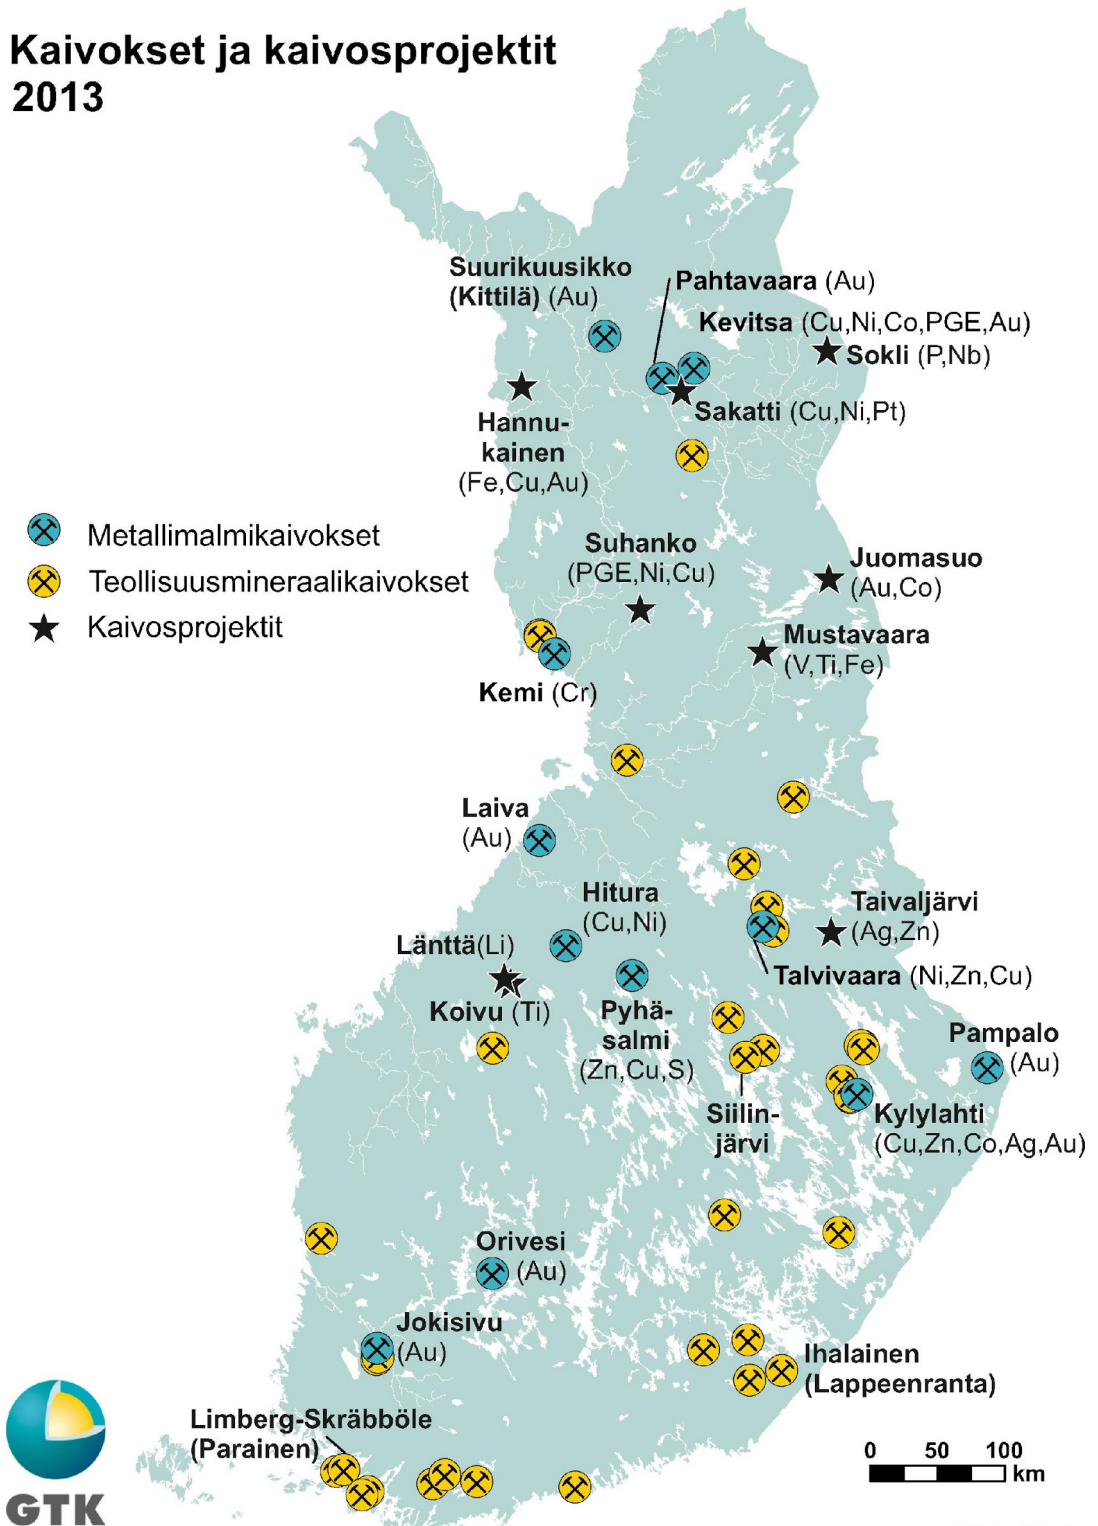 Kaivokset ja kaivosprojektit
2013
Suurikuusikko
(Kittilä) (Au)
Pahtavaara (Au)
Kevitsa (Cu,Ni,Co,PGE,Au)
Sokli (P,Nb)
Sakatti (Cu,Ni,Pt)
Hannu-
kainen
(Fe,Cu,Au)
Metallimalmikaivokset
Teollisuusmineraalikaivokset
Kaivosprojektit
Suhanko
(PGE,Ni,Cu)
Juomasuo
(Au,Co)
Mustavaara
(V,Ti,Fe)
Kemi (Cr)
Laiva
(Au)
Hitura
(Cu,Ni)
Taivaljärvi
(Ag,Zn)
Länttä(Li)
Talvivaara (Ni,Zn,Cu)
Koivu (Ti)
Pyhä-
salmi
(Zn,Cu,S)
Pampalo
(Au)
Siilin-
järvi
Kylylahti
(Cu,Zn,Co,Ag,Au)
Orivesi
(Au)
Jokisivu
(Au)
Ihalainen
(Lappeenranta)
Limberg-Skräbböle
(Parainen)
0 50 100
km
GTK